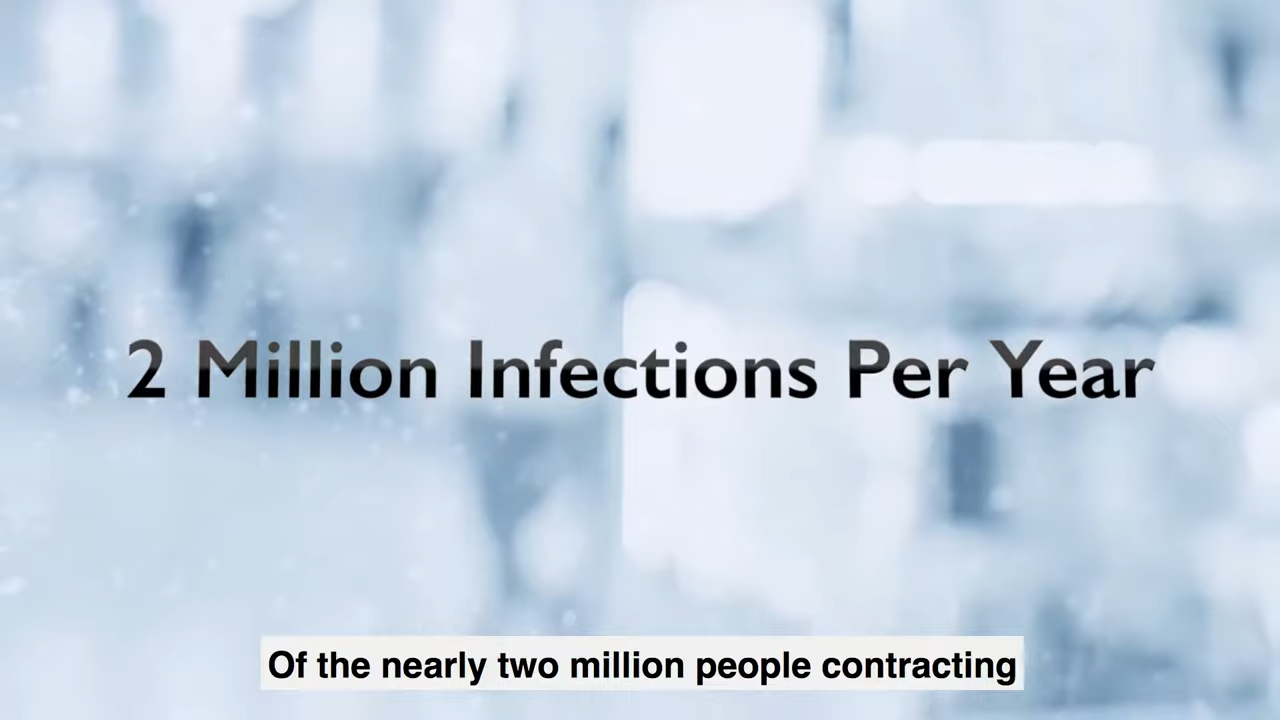 2 Million Infections Per Year
Of the nearly two million people contracting